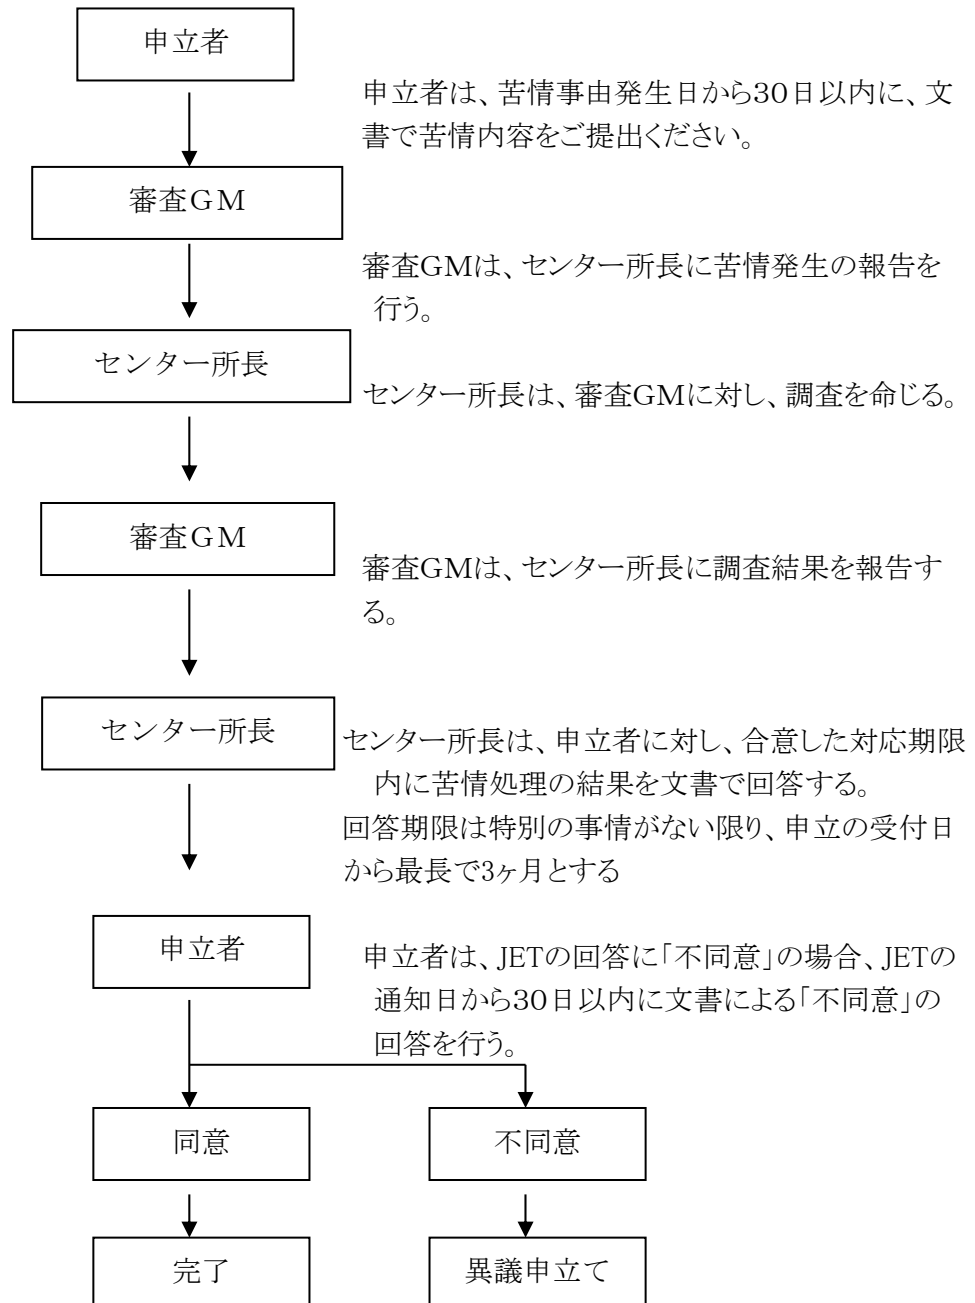 申立者
申立者は、苦情事由発生日から30日以内に、文
書で苦情内容をご提出ください。
審査GM
審査GMは、センター所長に苦情発生の報告を
行う。
センター所長
センター所長は、審査GMに対し、調査を命じる。
審査GM
審査GMは、センター所長に調査結果を報告す
る。
センター所長
センター所長は、申立者に対し、合意した対応期限
内に苦情処理の結果を文書で回答する。
回答期限は特別の事情がない限り、申立の受付日
から最長で3ヶ月とする
申立者
申立者は、JETの回答に「不同意」の場合、JETの
通知日から30日以内に文書による「不同意」の
回答を行う。
同意
不同意
完了
異議申立て